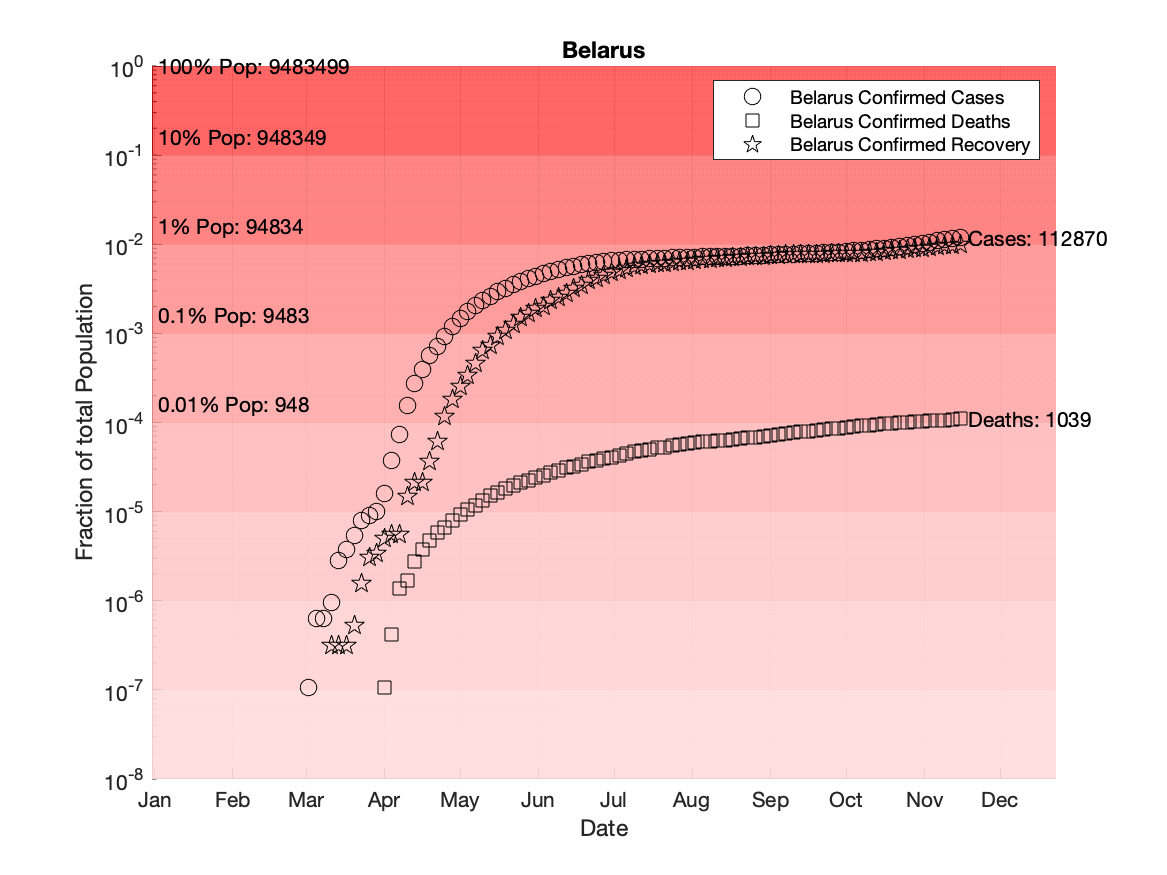 Belarus
10^0
100% Pop: 9483499
Belarus Confirmed Cases
Belarus Confirmed Deaths
Belarus Confirmed Recovery
10% Pop: 948349
10^-1
1% Pop: 94834
10^-2
Cases: 112870
0.1% Pop: 9483
10^-3
0.01% Pop: 948
10^-4
Deaths: 1039
10^-5
10^-6
10^-7
10^-8
Fraction of total Population
Jan Feb Mar Apr May Jun Jul Aug Sep Oct Nov Dec
Date